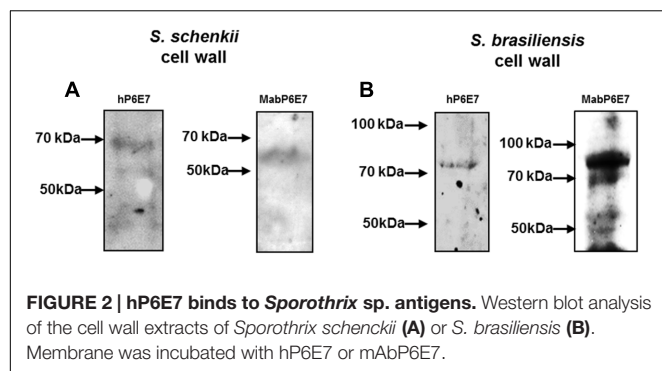 S. schenkii
cell wall
S. brasiliensis
cell wall
A
hP6E7
MabP6E7
B
hP6E7
MabP6E7
70 kDa
50kDa
70 kDa
50kDa
100 kDa
70 kDa
50kDa
100 kDa
70 kDa
50kDa
FIGURE 2 | hP6E7 binds to Sporothrix sp. antigens. Western blot analysis
of the cell wall extracts of Sporothrix schenckii (A) or S. brasiliensis (B).
Membrane was incubated with hP6E7 or mAbP6E7.